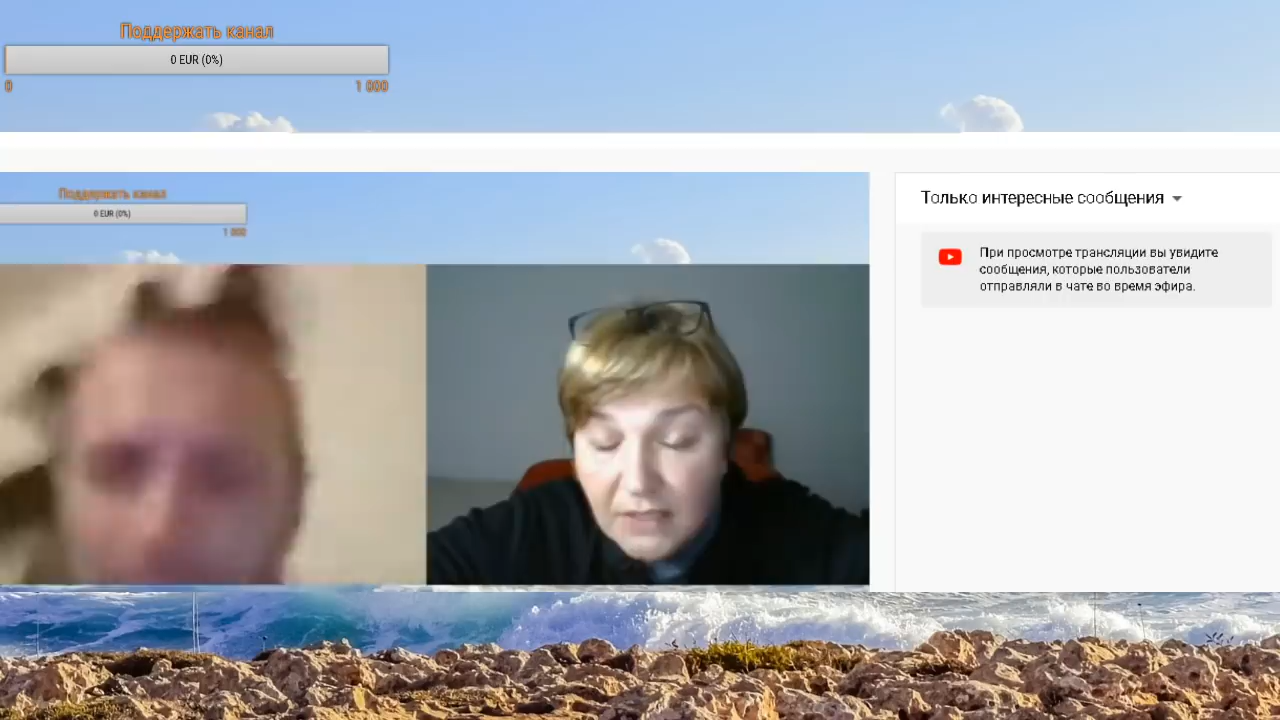 Поддержать канал
0 EUR (0%)
0
1 000
Поддержать канал
0 EUR (0%)
1 000
Только интересные сообщения
При просмотре трансляции вы увидите
сообщения, которые пользователи
отправляли в чате во время эфира.